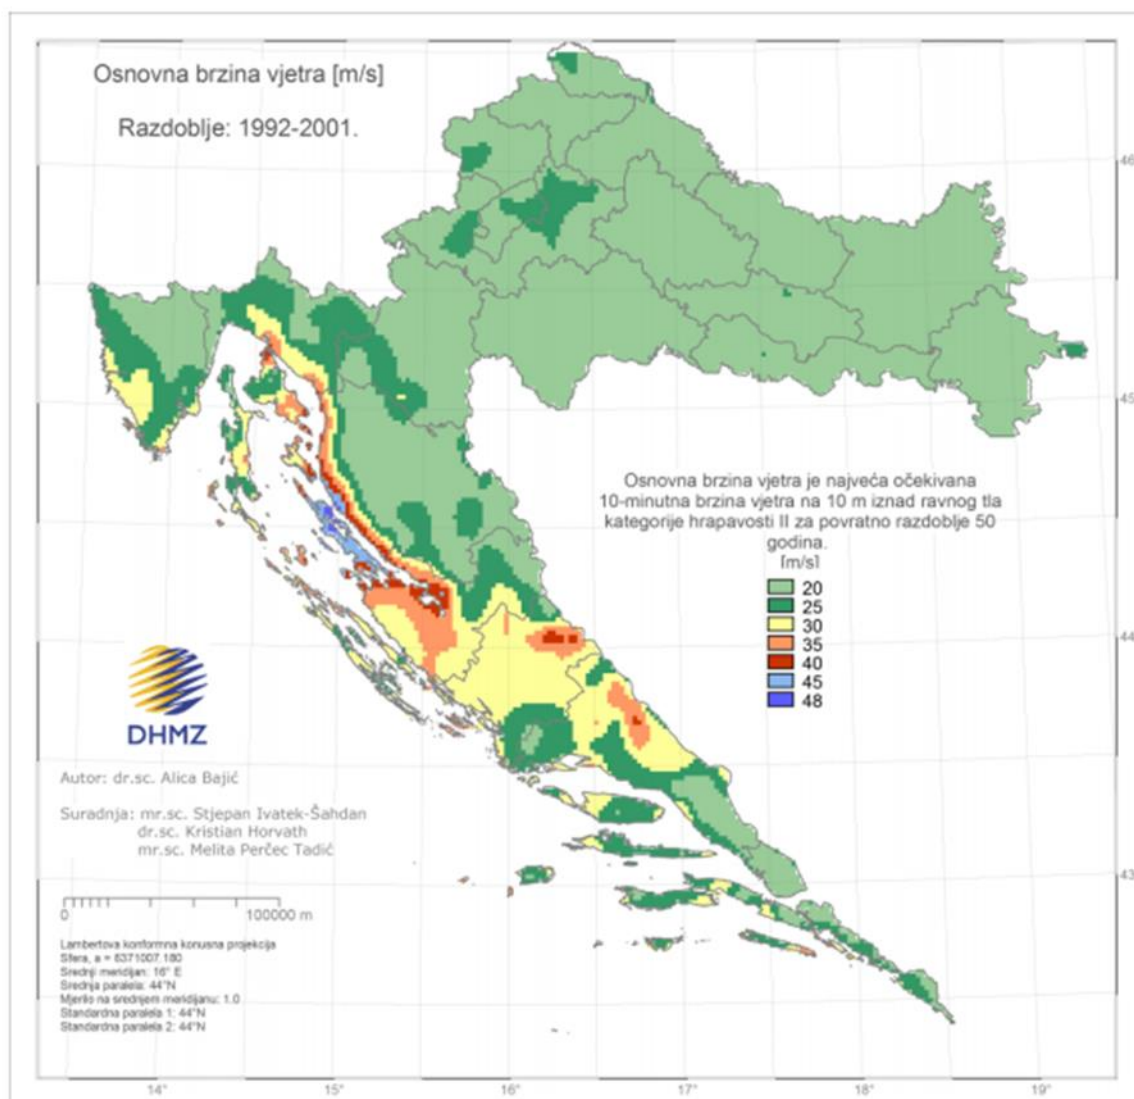 Osnovna brzina vjetra [m/s]
Razdoblje: 1992-2001.
46
45
Osnovna brzina vjetra je najveća očekivana
10-minutna brzina vjetra na 10 m iznad ravnog tla
kategorije hrapavosti II za povratno razdoblje 50
godina.
[m/s]
20
25
30
35
40
45
48
44
DHMZ
Autor: dr.sc. Alica Bajić
Suradnja: mr.sc. Stjepan Ivatek-Šahdan
dr.sc. Kristian Horvath
mr.sc. Melita Perčec Tadić
43
0 100000 m
Lambertova konformna konusna projekcija
Sfera, a = 6371007.180
Srednji meridijan: 16° E
Srednja paralela: 44°N
Mjerilo na srednjem meridijanu: 1.0
Standardna paralela 1: 44°N
Standardna paralela 2: 44°N
14° 15° 16° 17° 18° 19°